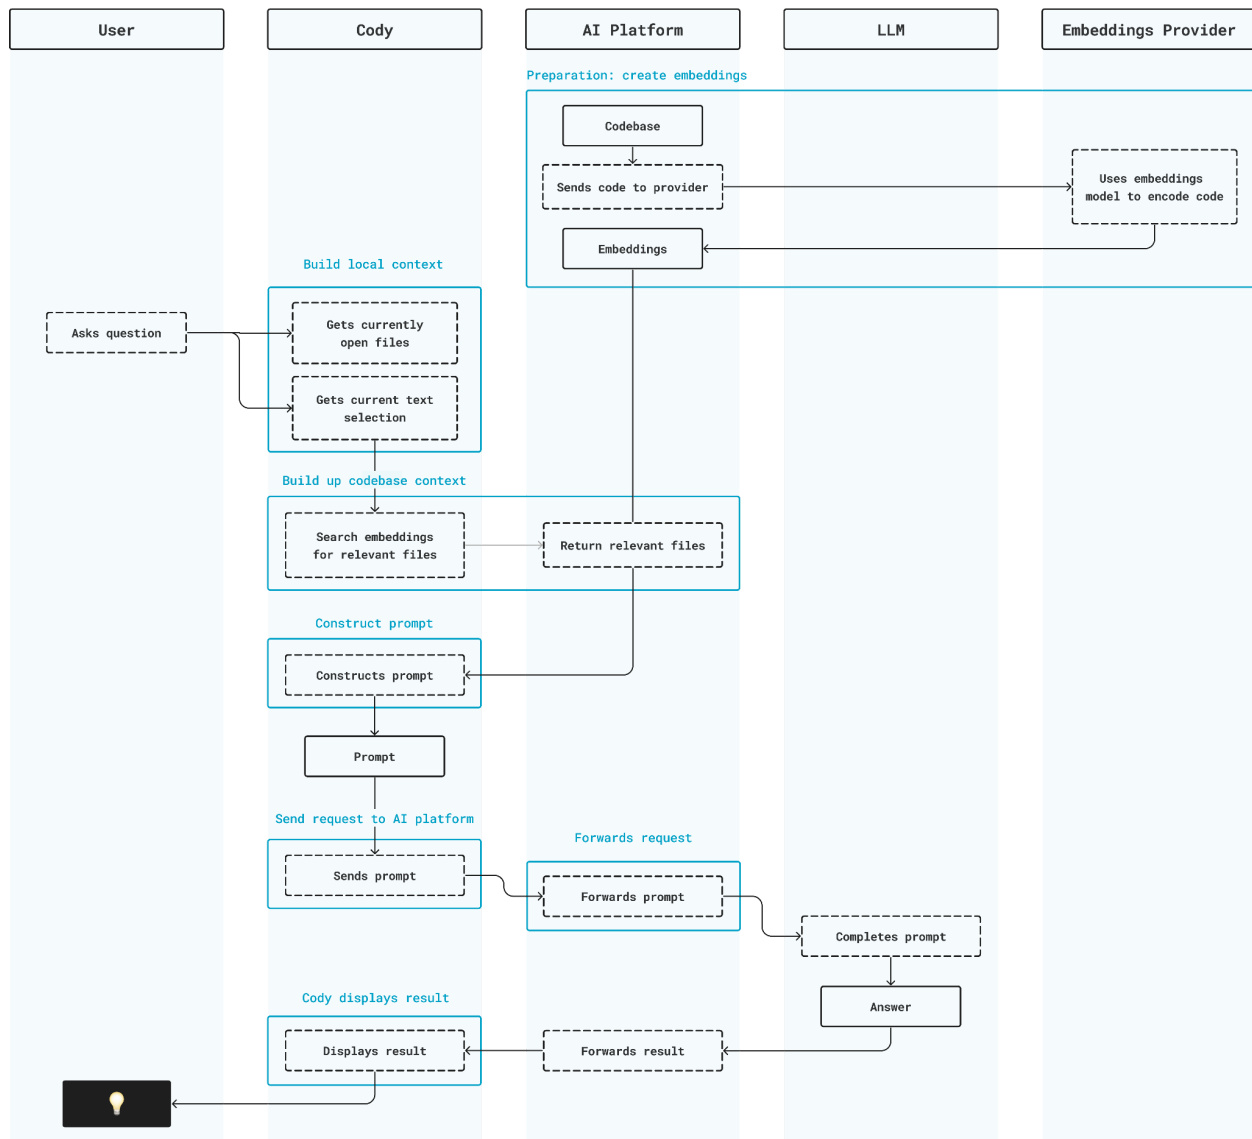 User
Cody
AI Platform
LLM
Embeddings Provider
Preparation: create embeddings
Codebase
Sends code to provider
Uses embeddings
model to encode code
Embeddings
Build local context
Asks question
Gets currently
open files
Gets current text
selection
Build up codebase context
Search embeddings
for relevant files
Return relevant files
Construct prompt
Constructs prompt
Prompt
Send request to AI platform
Sends prompt
Forwards request
Forwards prompt
Completes prompt
Answer
Cody displays result
Displays result
Forwards result